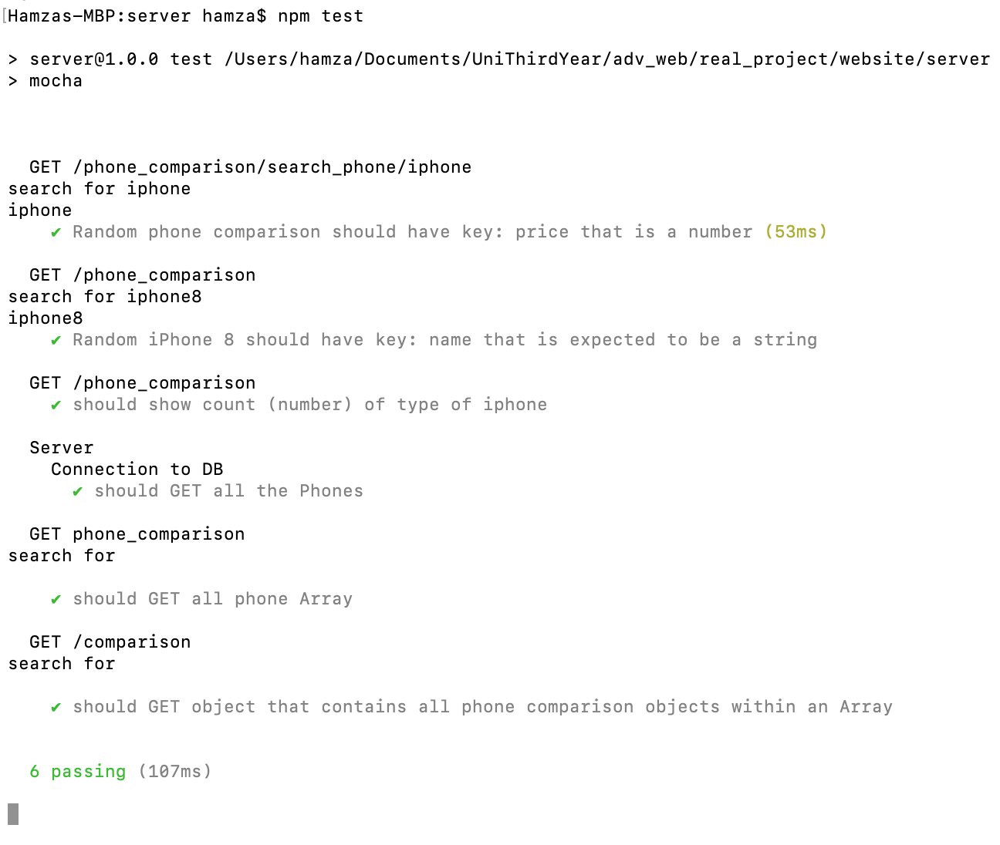 Hamzas-MBP:server hamza$ npm test
> server@1.0.0 test /Users/hamza/Documents/UniThirdYear/adv_web/real_project/website/server
> mocha
GET /phone_comparison/search_phone/iphone
search for iphone
iphone
✔ Random phone comparison should have key: price that is a number (53ms)
GET /phone_comparison
search for iphone8
iphone8
✔ Random iPhone 8 should have key: name that is expected to be a string
GET /phone_comparison
✔ should show count (number) of type of iphone
Server
Connection to DB
✔ should GET all the Phones
GET phone_comparison
search for
✔ should GET all phone Array
GET /comparison
search for
✔ should GET object that contains all phone comparison objects within an Array
6 passing (107ms)